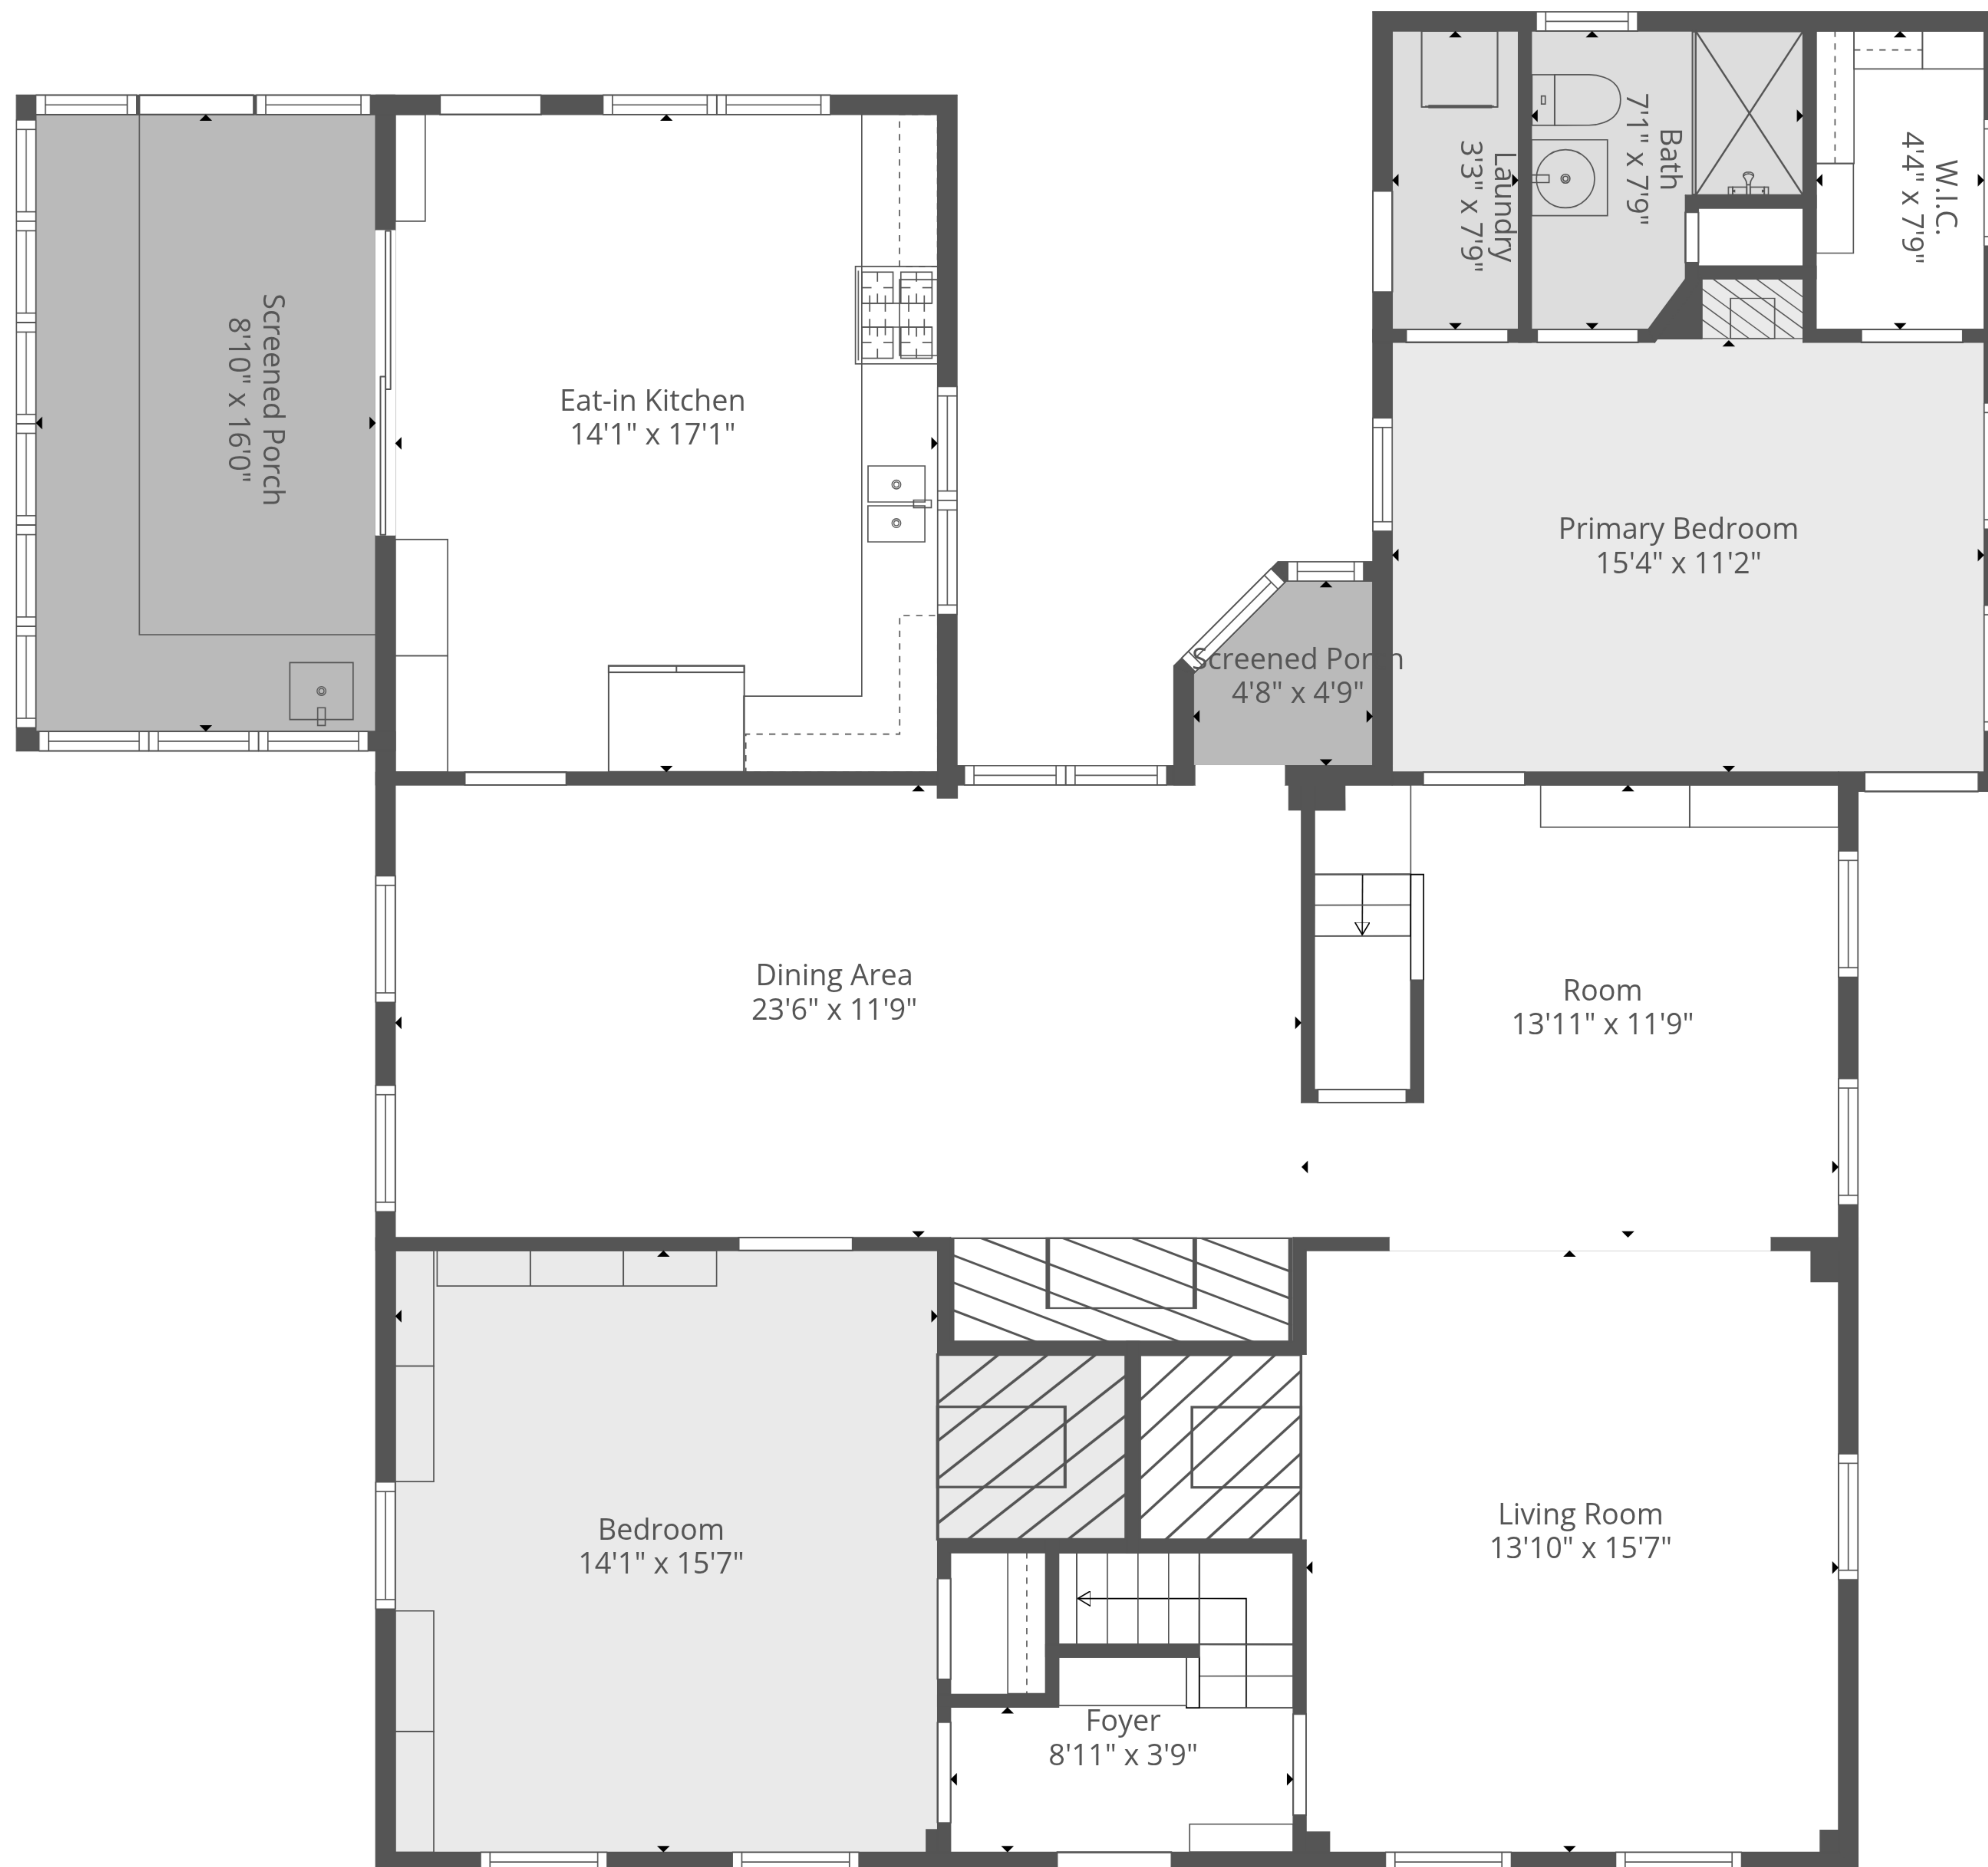 Laundry
3'3" x 7'9"
Bath
7'1" x 7'9"
W.I.C.
4'4" x 7'9"
Screened Porch
8'10" x 16'0"
Eat-in Kitchen
14'1" x 17'1"
Primary Bedroom
15'4" x 11'2"
Screened Porch
4'8" x 4'9"
Dining Area
23'6" x 11'9"
Room
13'11" x 11'9"
Bedroom
14'1" x 15'7"
Living Room
13'10" x 15'7"
Foyer
8'11" x 3'9"